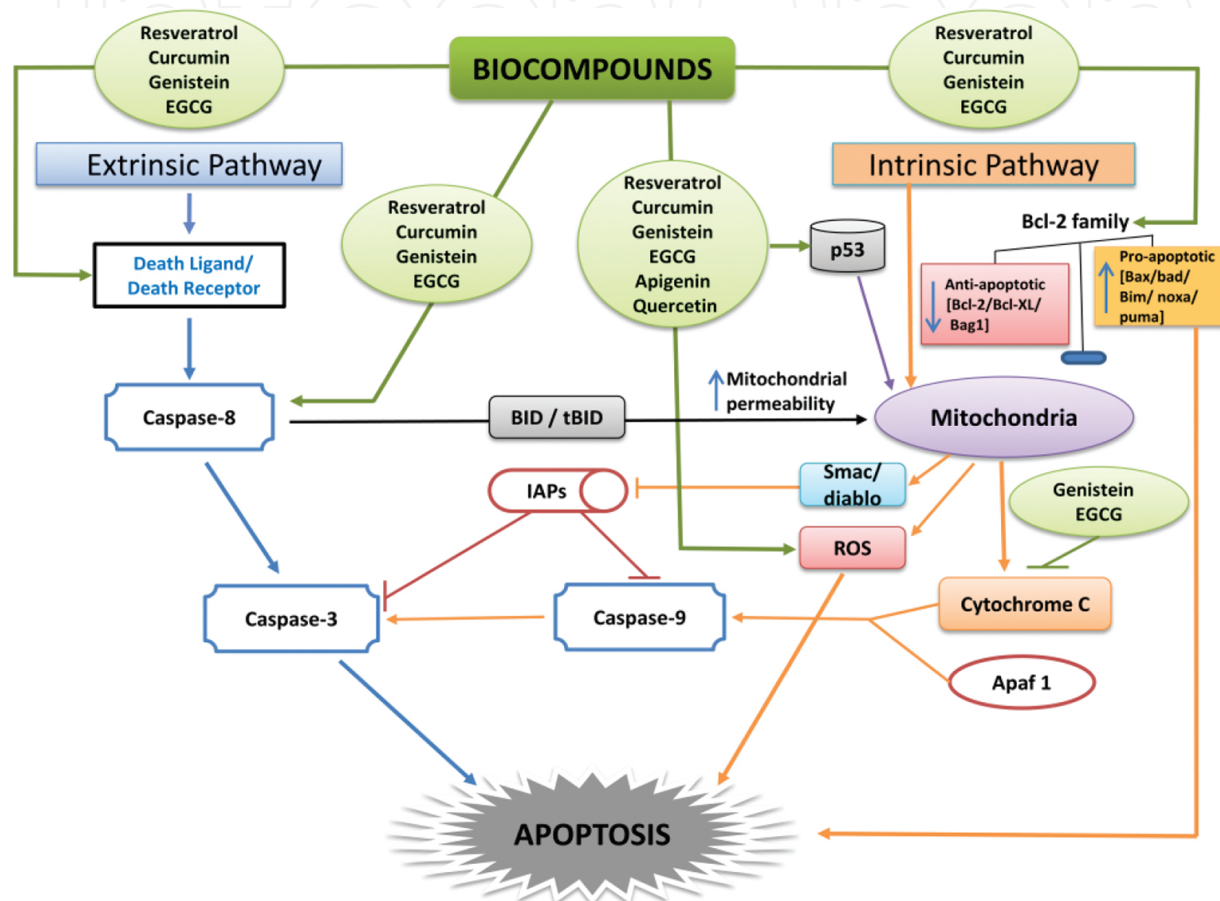 Resveratrol
Curcumin
Genistein
EGCG
BIOCOMPOUNDS
Resveratrol
Curcumin
Genistein
EGCG
Extrinsic Pathway
Intrinsic Pathway
Resveratrol
Curcumin
Genistein
EGCG
Resveratrol
Curcumin
Genistein
EGCG
Apigenin
Quercetin
p53
Bcl-2 family
Death Ligand/
Death Receptor
Anti-apoptotic
[Bcl-2/Bcl-XL/
Bag1]
Pro-apoptotic
[Bax/bad/
Bim/ noxa/
puma]
Caspase-8
BID / tBID
Mitochondrial
permeability
Mitochondria
IAPs
Smac/
diablo
Genistein
EGCG
ROS
Caspase-3
Caspase-9
Cytochrome C
Apaf 1
APOPTOSIS